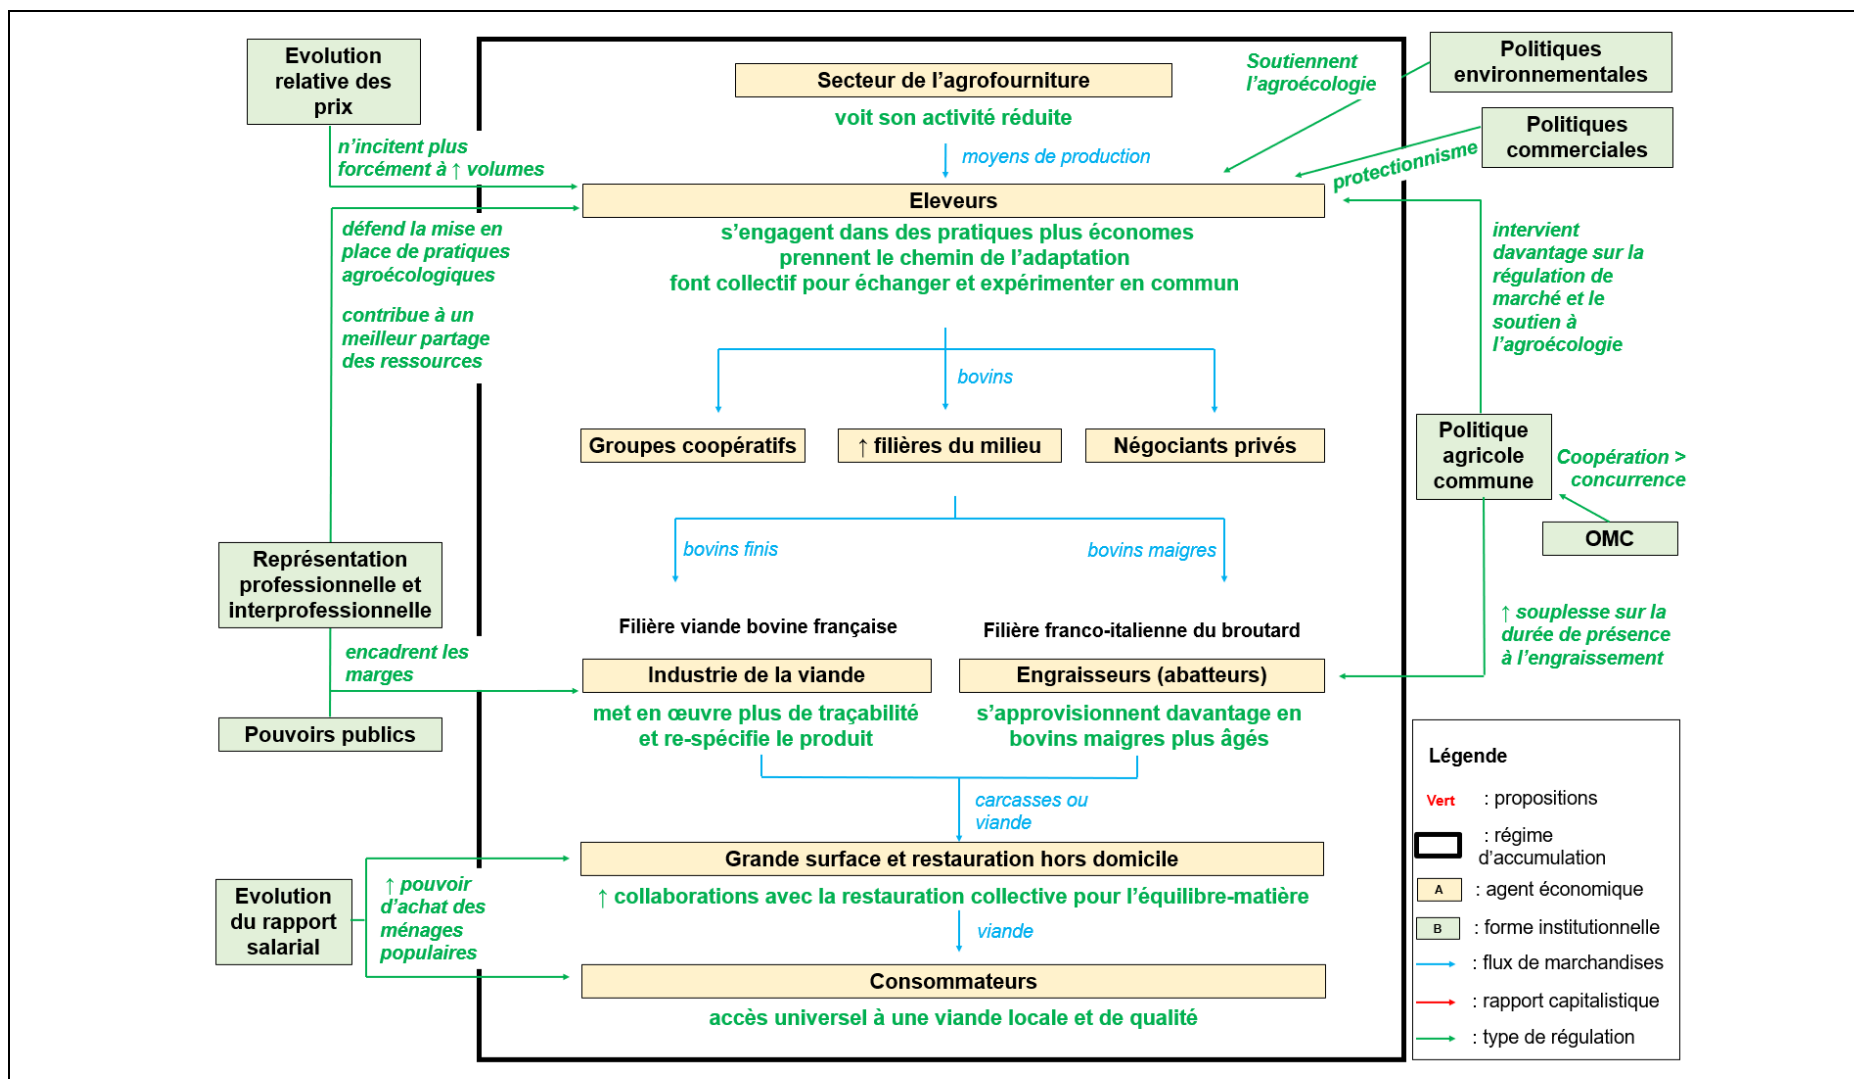 Evolution
relative des
prix
n'incitent plus
forcément à ↑ volumes
défend la mise en
place de pratiques
agroécologiques
contribue à un
meilleur partage
des ressources
Représentation
professionnelle et
interprofessionnelle
encadrent les
marges
Pouvoirs publics
Evolution
du rapport
salarial
↑ pouvoir
d'achat des
ménages
populaires
Secteur de l'agrofourniture
voit son activité réduite
moyens de production
Eleveurs
s'engagent dans des pratiques plus économes
prennent le chemin de l'adaptation
font collectif pour échanger et expérimenter en commun
bovins
Groupes coopératifs
↑ filières du milieu
Négociants privés
bovins finis
bovins maigres
Filière viande bovine française
Filière franco-italienne du broutard
Industrie de la viande
Engraisseurs (abatteurs)
met en œuvre plus de traçabilité
et re-spécifie le produit
s'approvisionnent davantage en
bovins maigres plus âgés
carcasses ou
viande
Grande surface et restauration hors domicile
↑ collaborations avec la restauration collective pour l'équilibre-matière
viande
Consommateurs
accès universel à une viande locale et de qualité
Soutiennent
l'agroécologie
Politiques
environnementales
Politiques
commerciales
protectionnisme
intervient
davantage sur la
régulation de
marché et le
soutien à
l'agroécologie
Politique
agricole
commune
Coopération >
concurrence
OMC
↑ souplesse sur la
durée de présence
à l'engraissement
Légende
Vert : propositions
: régime
d'accumulation
A : agent économique
B : forme institutionnelle
: flux de marchandises
: rapport capitalistique
: type de régulation